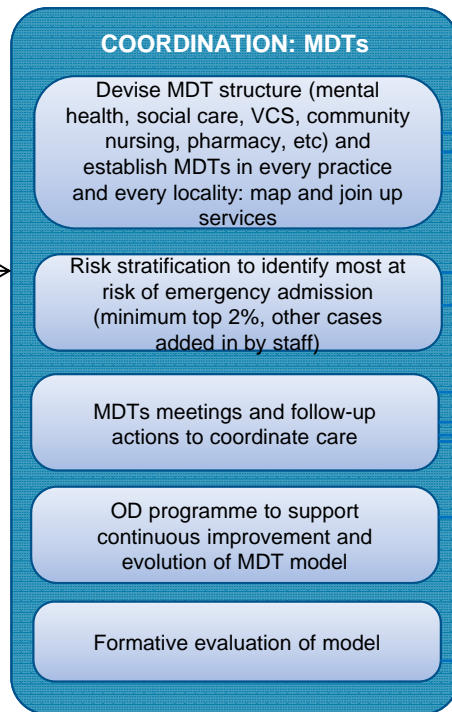 COORDINATION: MDTs
Devise MDT structure (mental
health, social care, VCS, community
nursing, pharmacy, etc) and
establish MDTs in every practice
and every locality: map and join up
services
Risk stratification to identify most at
risk of emergency admission
(minimum top 2%, other cases
added in by staff)
MDTs meetings and follow-up
actions to coordinate care
OD programme to support
continuous improvement and
evolution of MDT model
Formative evaluation of model